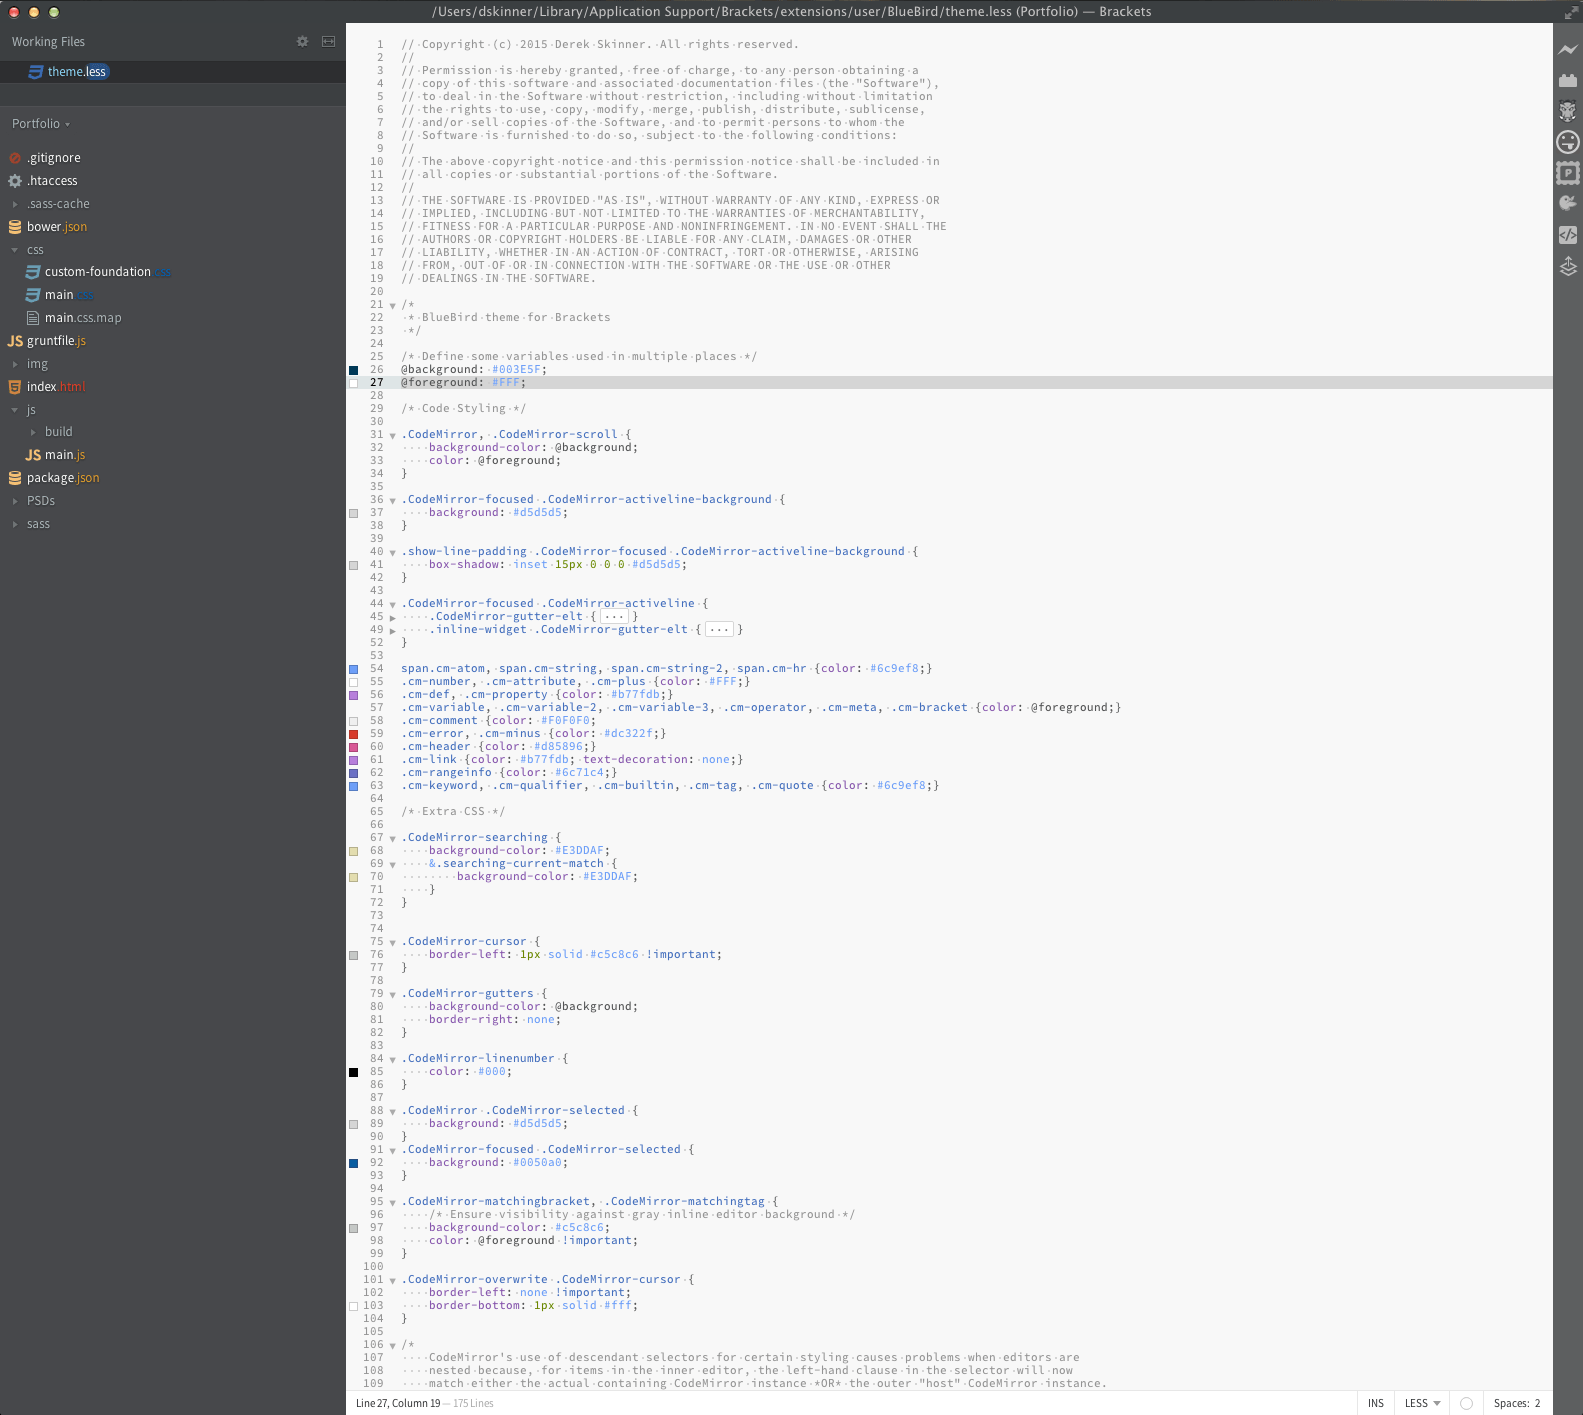 /Users/dskinner/Library/Application Support/Brackets/extensions/user/BlueBird/theme.less (Portfolio) — Brackets
Working Files
theme.less
Portfolio
.gitignore
.htaccess
.sass-cache
bower.json
css
custom-foundation.css
main.css
main.css.map
JS gruntfile.js
img
index.html
js
build
JS main.js
package.json
PSDs
sass
1 // Copyright (c) 2015 Derek Skinner. All rights reserved.
2 //
3 // Permission is hereby granted, free of charge, to any person obtaining a
4 // copy of this software and associated documentation files (the "Software"),
5 // to deal in the Software without restriction, including without limitation
6 // the rights to use, copy, modify, merge, publish, distribute, sublicense,
7 // and/or sell copies of the Software, and to permit persons to whom the
8 // Software is furnished to do so, subject to the following conditions:
9 //
10 // The above copyright notice and this permission notice shall be included in
11 // all copies or substantial portions of the Software.
12 //
13 // THE SOFTWARE IS PROVIDED "AS IS", WITHOUT WARRANTY OF ANY KIND, EXPRESS OR
14 // IMPLIED, INCLUDING BUT NOT LIMITED TO THE WARRANTIES OF MERCHANTABILITY,
15 // FITNESS FOR A PARTICULAR PURPOSE AND NONINFRINGEMENT. IN NO EVENT SHALL THE
16 // AUTHORS OR COPYRIGHT HOLDERS BE LIABLE FOR ANY CLAIM, DAMAGES OR OTHER
17 // LIABILITY, WHETHER IN AN ACTION OF CONTRACT, TORT OR OTHERWISE, ARISING
18 // FROM, OUT OF OR IN CONNECTION WITH THE SOFTWARE OR THE USE OR OTHER
19 // DEALINGS IN THE SOFTWARE.
20
21 /*
22  * BlueBird theme for Brackets
23  */
24
25 /* Define some variables used in multiple places */
26 @background: #003E5F;
27 @foreground: #FFF;
28
29 /* Code Styling */
30
31 .CodeMirror, .CodeMirror-scroll {
32     background-color: @background;
33     color: @foreground;
34 }
35
36 .CodeMirror-focused .CodeMirror-activeline-background {
37     background: #d5d5d5;
38 }
39
40 .show-line-padding .CodeMirror-focused .CodeMirror-activeline-background {
41     box-shadow: inset 15px 0 0 0 #d5d5d5;
42 }
43
44 .CodeMirror-focused .CodeMirror-activeline {
45     .CodeMirror-gutter-elt { ... }
49     .inline-widget .CodeMirror-gutter-elt { ... }
52 }
53
54 span.cm-atom, span.cm-string, span.cm-string-2, span.cm-hr {color: #6c9ef8;}
55 .cm-number, .cm-attribute, .cm-plus {color: #FFF;}
56 .cm-def, .cm-property {color: #b77fdb;}
57 .cm-variable, .cm-variable-2, .cm-variable-3, .cm-operator, .cm-meta, .cm-bracket {color: @foreground;}
58 .cm-comment {color: #F0F0F0;
59 .cm-error, .cm-minus {color: #dc322f;}
60 .cm-header {color: #d85896;}
61 .cm-link {color: #b77fdb; text-decoration: none;}
62 .cm-rangeinfo {color: #6c71c4;}
63 .cm-keyword, .cm-qualifier, .cm-builtin, .cm-tag, .cm-quote {color: #6c9ef8;}
64
65 /* Extra CSS */
66
67 .CodeMirror-searching {
68     background-color: #E3DDAF;
69     &.searching-current-match {
70         background-color: #E3DDAF;
71     }
72 }
73
74
75 .CodeMirror-cursor {
76     border-left: 1px solid #c5c8c6 !important;
77 }
78
79 .CodeMirror-gutters {
80     background-color: @background;
81     border-right: none;
82 }
83
84 .CodeMirror-linenumber {
85     color: #000;
86 }
87
88 .CodeMirror .CodeMirror-selected {
89     background: #d5d5d5;
90 }
91 .CodeMirror-focused .CodeMirror-selected {
92     background: #0050a0;
93 }
94
95 .CodeMirror-matchingbracket, .CodeMirror-matchingtag {
96     /* Ensure visibility against gray inline editor background */
97     background-color: #c5c8c6;
98     color: @foreground !important;
99 }
100
101 .CodeMirror-overwrite .CodeMirror-cursor {
102     border-left: none !important;
103     border-bottom: 1px solid #fff;
104 }
105
106 /*
107     CodeMirror's use of descendant selectors for certain styling causes problems when editors are
108     nested because, for items in the inner editor, the left-hand clause in the selector will now
109     match either the actual containing CodeMirror instance *OR* the outer "host" CodeMirror instance.
Line 27, Column 19 — 175 Lines
INS
LESS
Spaces: 2